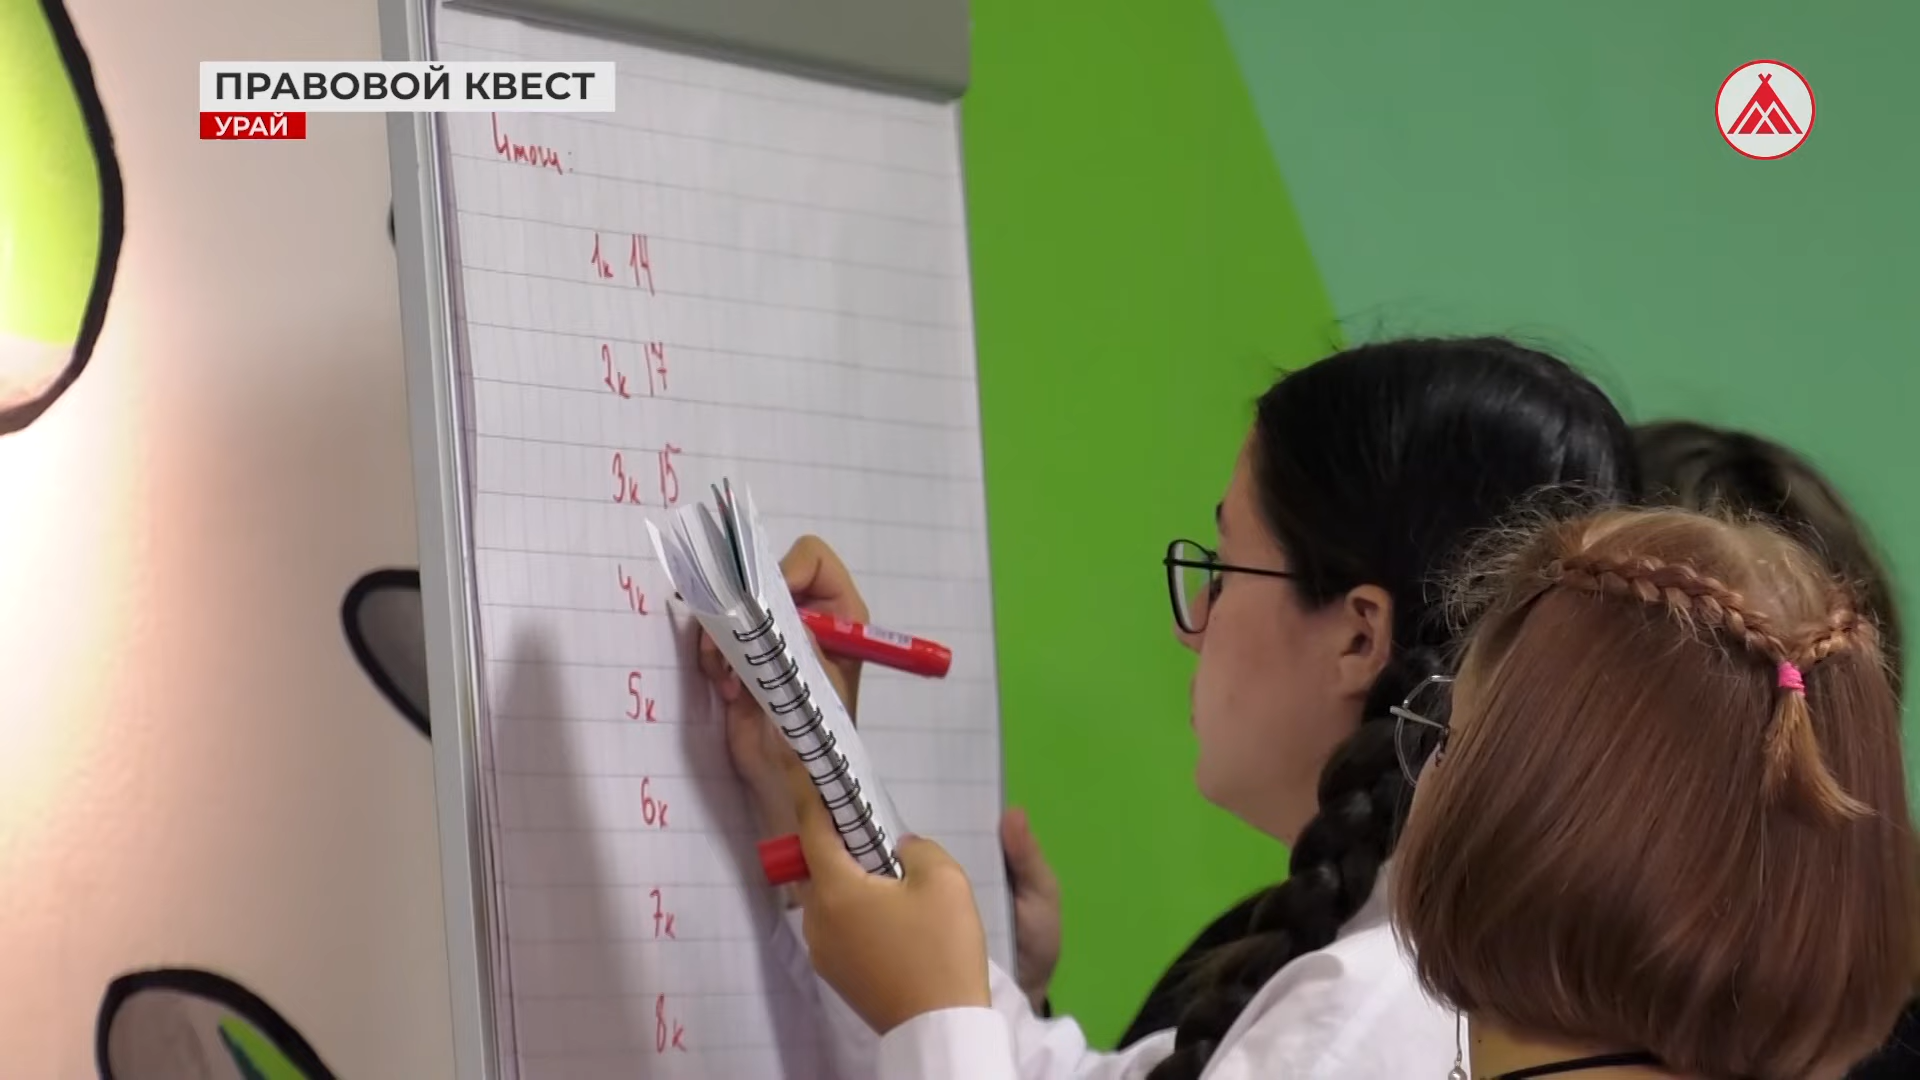 ПРАВОВОЙ КВЕСТ
УРАЙ
Итоги:
1к 14
2к 17
3к 15
4к
5к
6к
7к
8к